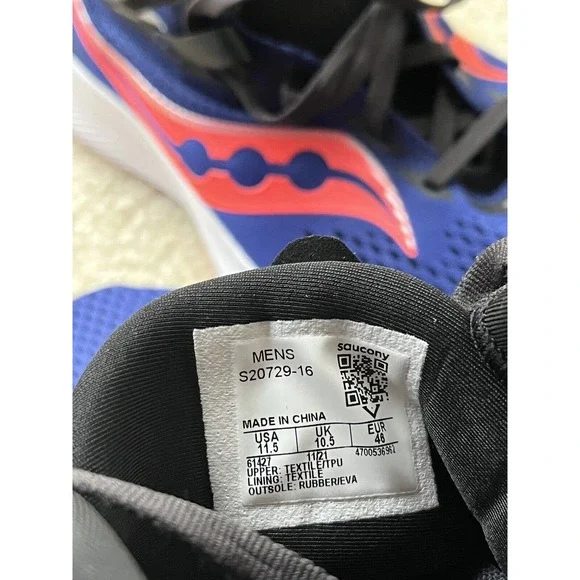 saucony
MENS
S20729-16
MADE IN CHINA
USA UK EUR
11.5 10.5 46
61427 11/21 470053696I
UPPER: TEXTILE/TPU
LINING: TEXTILE
OUTSOLE: RUBBER/EVA